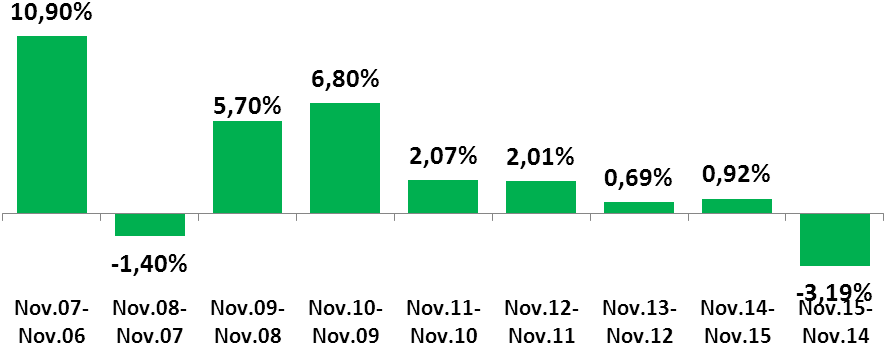 10,90%
-1,40%
5,70%
6,80%
2,07%
2,01%
0,69%
0,92%
-3,19%
Nov.07-
Nov.06
Nov.08-
Nov.07
Nov.09-
Nov.08
Nov.10-
Nov.09
Nov.11-
Nov.10
Nov.12-
Nov.11
Nov.13-
Nov.12
Nov.14-
Nov.15
Nov.15-
Nov.14